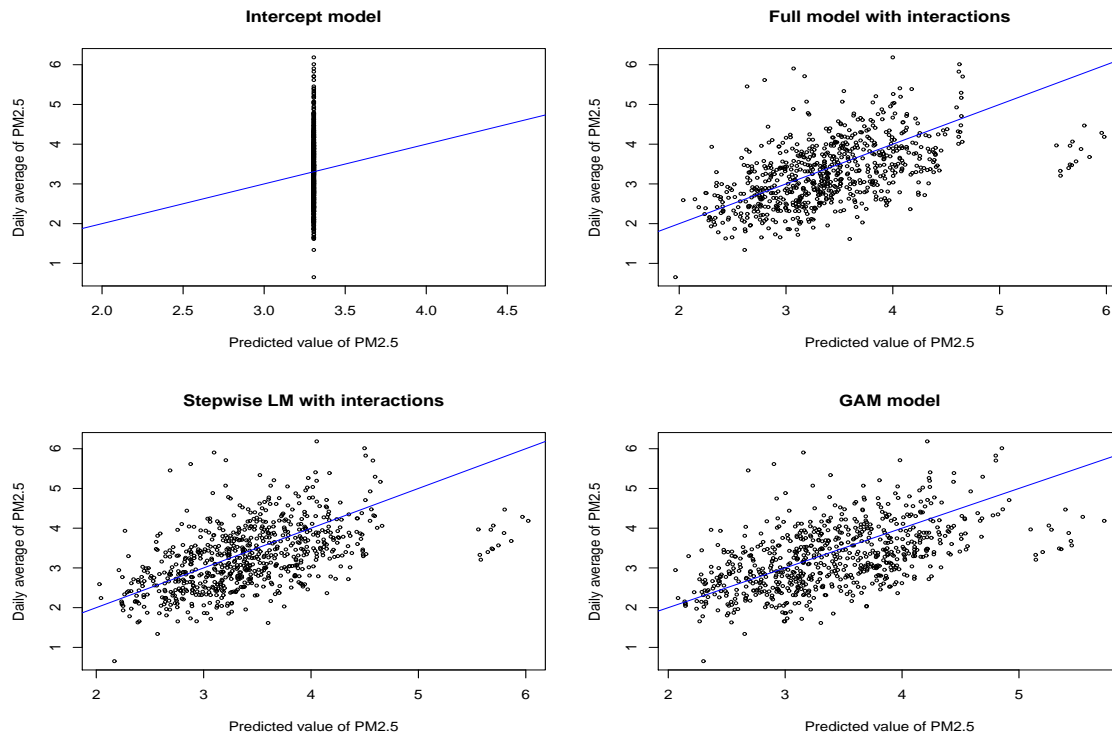 Intercept model
Daily average of PM2.5
6
5
4
3
2
1
2.0 2.5 3.0 3.5 4.0 4.5
Predicted value of PM2.5
Full model with interactions
Daily average of PM2.5
6
5
4
3
2
1
2 3 4 5 6
Predicted value of PM2.5
Stepwise LM with interactions
Daily average of PM2.5
6
5
4
3
2
1
2 3 4 5 6
Predicted value of PM2.5
GAM model
Daily average of PM2.5
6
5
4
3
2
1
2 3 4 5
Predicted value of PM2.5